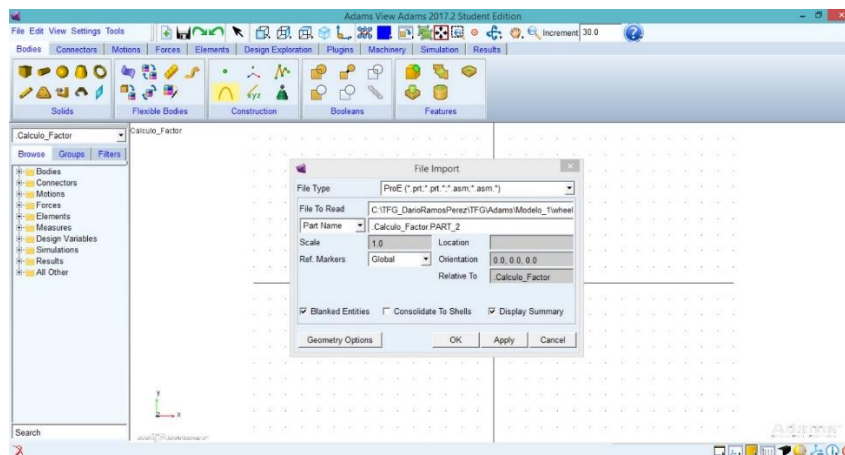 Adams View Adams 2017.2 Student Edition
File Edit View Settings Tools
Increment 30.0
Bodies Connectors Motions Forces Elements Design Exploration Plugins Machinery Simulation Results
Solids Flexible Bodies Construction Booleans Features
.Calculo_Factor
Calculo_Factor
Browse Groups Filters
Bodies
Connectors
Motions
Forces
Elements
Measures
Design Variables
Simulations
Results
All Other
File Import
File Type ProE (*.prt;*.prt.*;*.asm;*.asm.*)
File To Read C:\TFG_DarioRamosPerez\TFG\Adams\Modelo_1\wheel
Part Name .Calculo_Factor.PART_2
Scale 1.0 Location
Ref. Markers Global Orientation 0.0, 0.0, 0.0
Relative To .Calculo_Factor
Blanked Entities Consolidate To Shells Display Summary
Geometry Options OK Apply Cancel
Y
Z X
Search
Adams